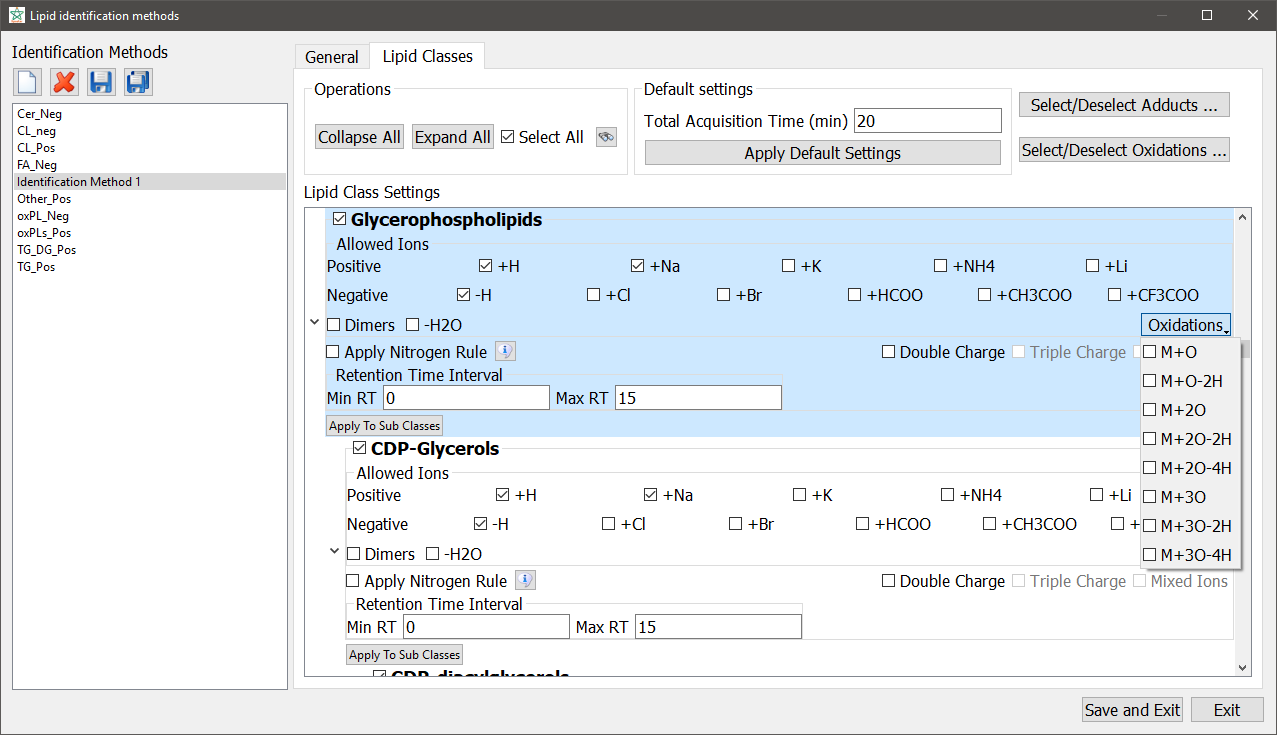 Lipid identification methods
Identification Methods
Cer_Neg
CL_neg
CL_Pos
FA_Neg
Identification Method 1
Other_Pos
oxPL_Neg
oxPLs_Pos
TG_DG_Pos
TG_Pos
General
Lipid Classes
Operations
Collapse All Expand All Select All
Default settings
Total Acquisition Time (min) 20
Apply Default Settings
Select/Deselect Adducts ...
Select/Deselect Oxidations ...
Lipid Class Settings
Glycerophospholipids
Allowed Ions
Positive +H +Na +K +NH4 +Li
Negative -H +Cl +Br +HCOO +CH3COO +CF3COO
Dimers -H2O Oxidations
Apply Nitrogen Rule Double Charge Triple Charge
Retention Time Interval
Min RT 0 Max RT 15
Apply To Sub Classes
M+O
M+O-2H
M+2O
M+2O-2H
M+2O-4H
M+3O
M+3O-2H
M+3O-4H
CDP-Glycerols
Allowed Ions
Positive +H +Na +K +NH4 +Li
Negative -H +Cl +Br +HCOO +CH3COO +
Dimers -H2O
Apply Nitrogen Rule Double Charge Triple Charge Mixed Ions
Retention Time Interval
Min RT 0 Max RT 15
Apply To Sub Classes
CDP-diacylglycerols
Save and Exit Exit